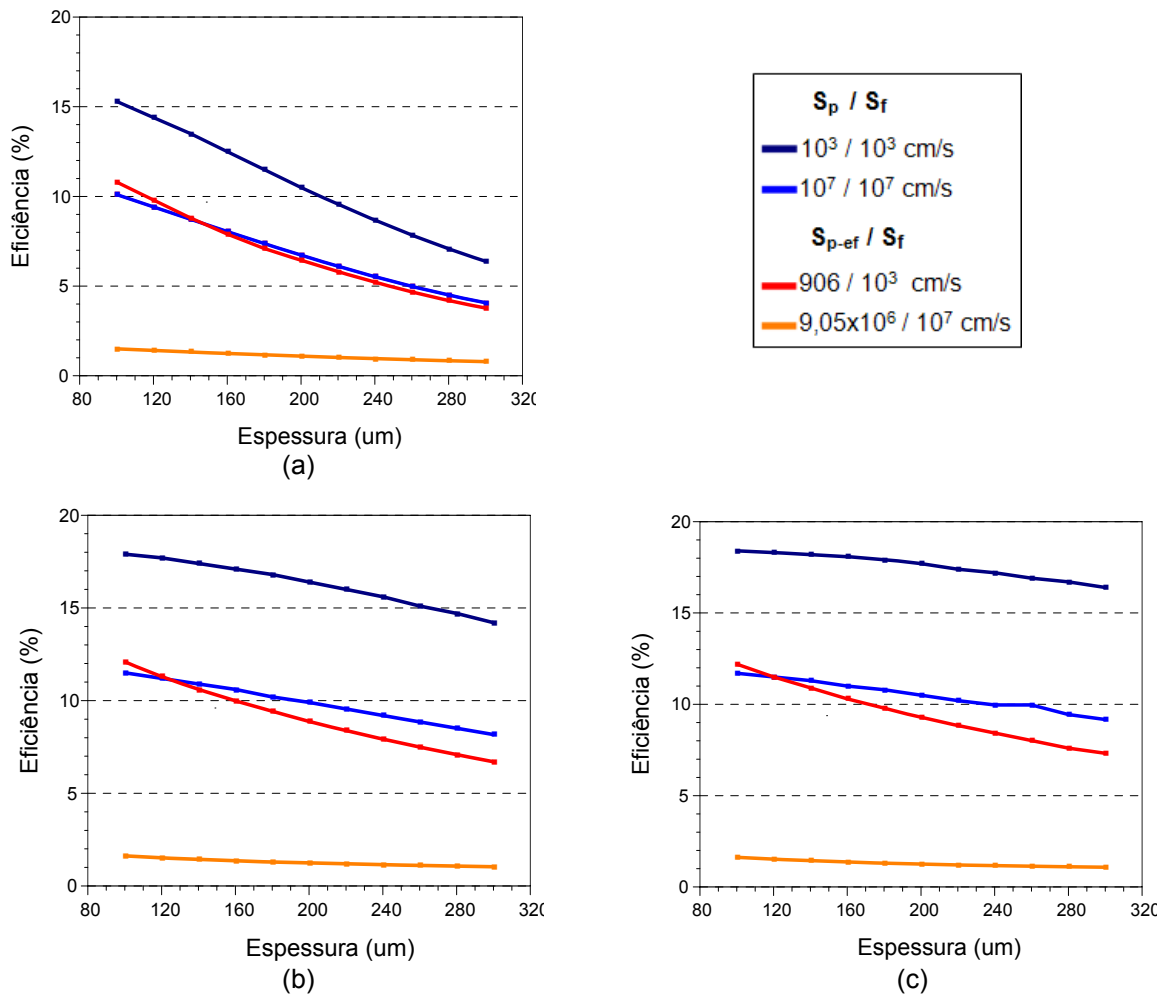 20
15
10
5
0
Eficiência (%)
80 120 160 200 240 280 320
Espessura (um)
(a)
Sp / Sf
10³ / 10³ cm/s
10⁷ / 10⁷ cm/s
Sp-ef / Sf
906 / 10³ cm/s
9,05x10⁶ / 10⁷ cm/s
20
15
10
5
0
Eficiência (%)
80 120 160 200 240 280 320
Espessura (um)
(b)
20
15
10
5
0
Eficiência (%)
80 120 160 200 240 280 320
Espessura (um)
(c)